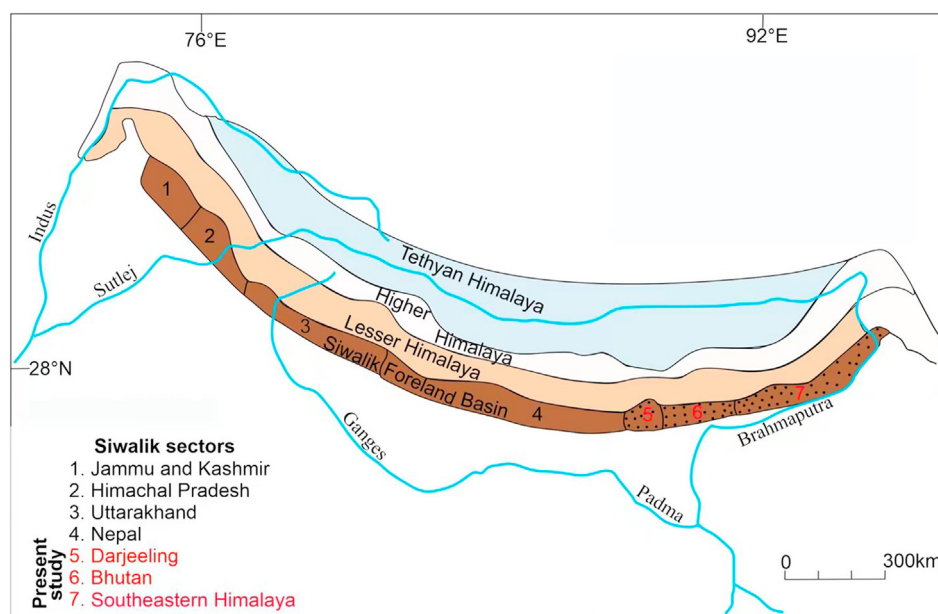 76°E
92°E
1
2
Indus
Sutlej
Tethyan Himalaya
Higher Himalaya
3
Lesser Himalaya
Siwalik Foreland Basin
28°N
4
5
6
7
Brahmaputra
Ganges
Padma
Siwalik sectors
1. Jammu and Kashmir
2. Himachal Pradesh
3. Uttarakhand
4. Nepal
Present study
5. Darjeeling
6. Bhutan
7. Southeastern Himalaya
0 300km